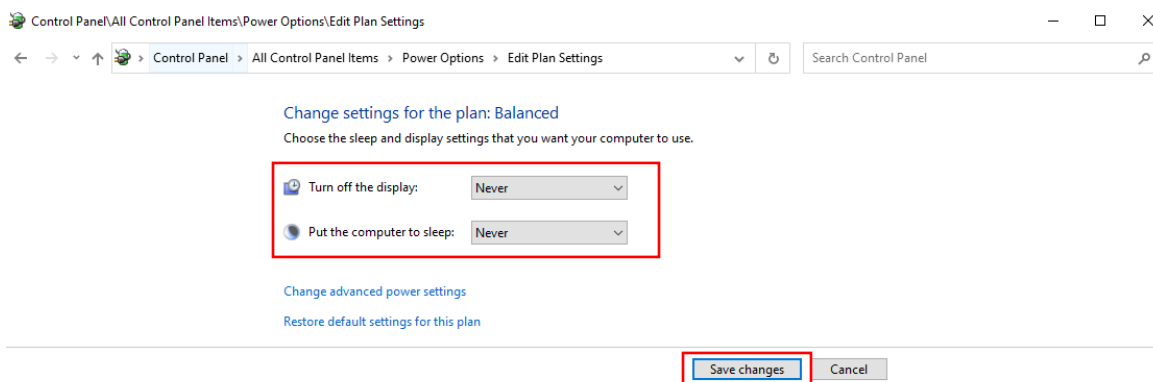 Control Panel\All Control Panel Items\Power Options\Edit Plan Settings
Control Panel > All Control Panel Items > Power Options > Edit Plan Settings
Search Control Panel
Change settings for the plan: Balanced
Choose the sleep and display settings that you want your computer to use.
Turn off the display: Never
Put the computer to sleep: Never
Change advanced power settings
Restore default settings for this plan
Save changes Cancel